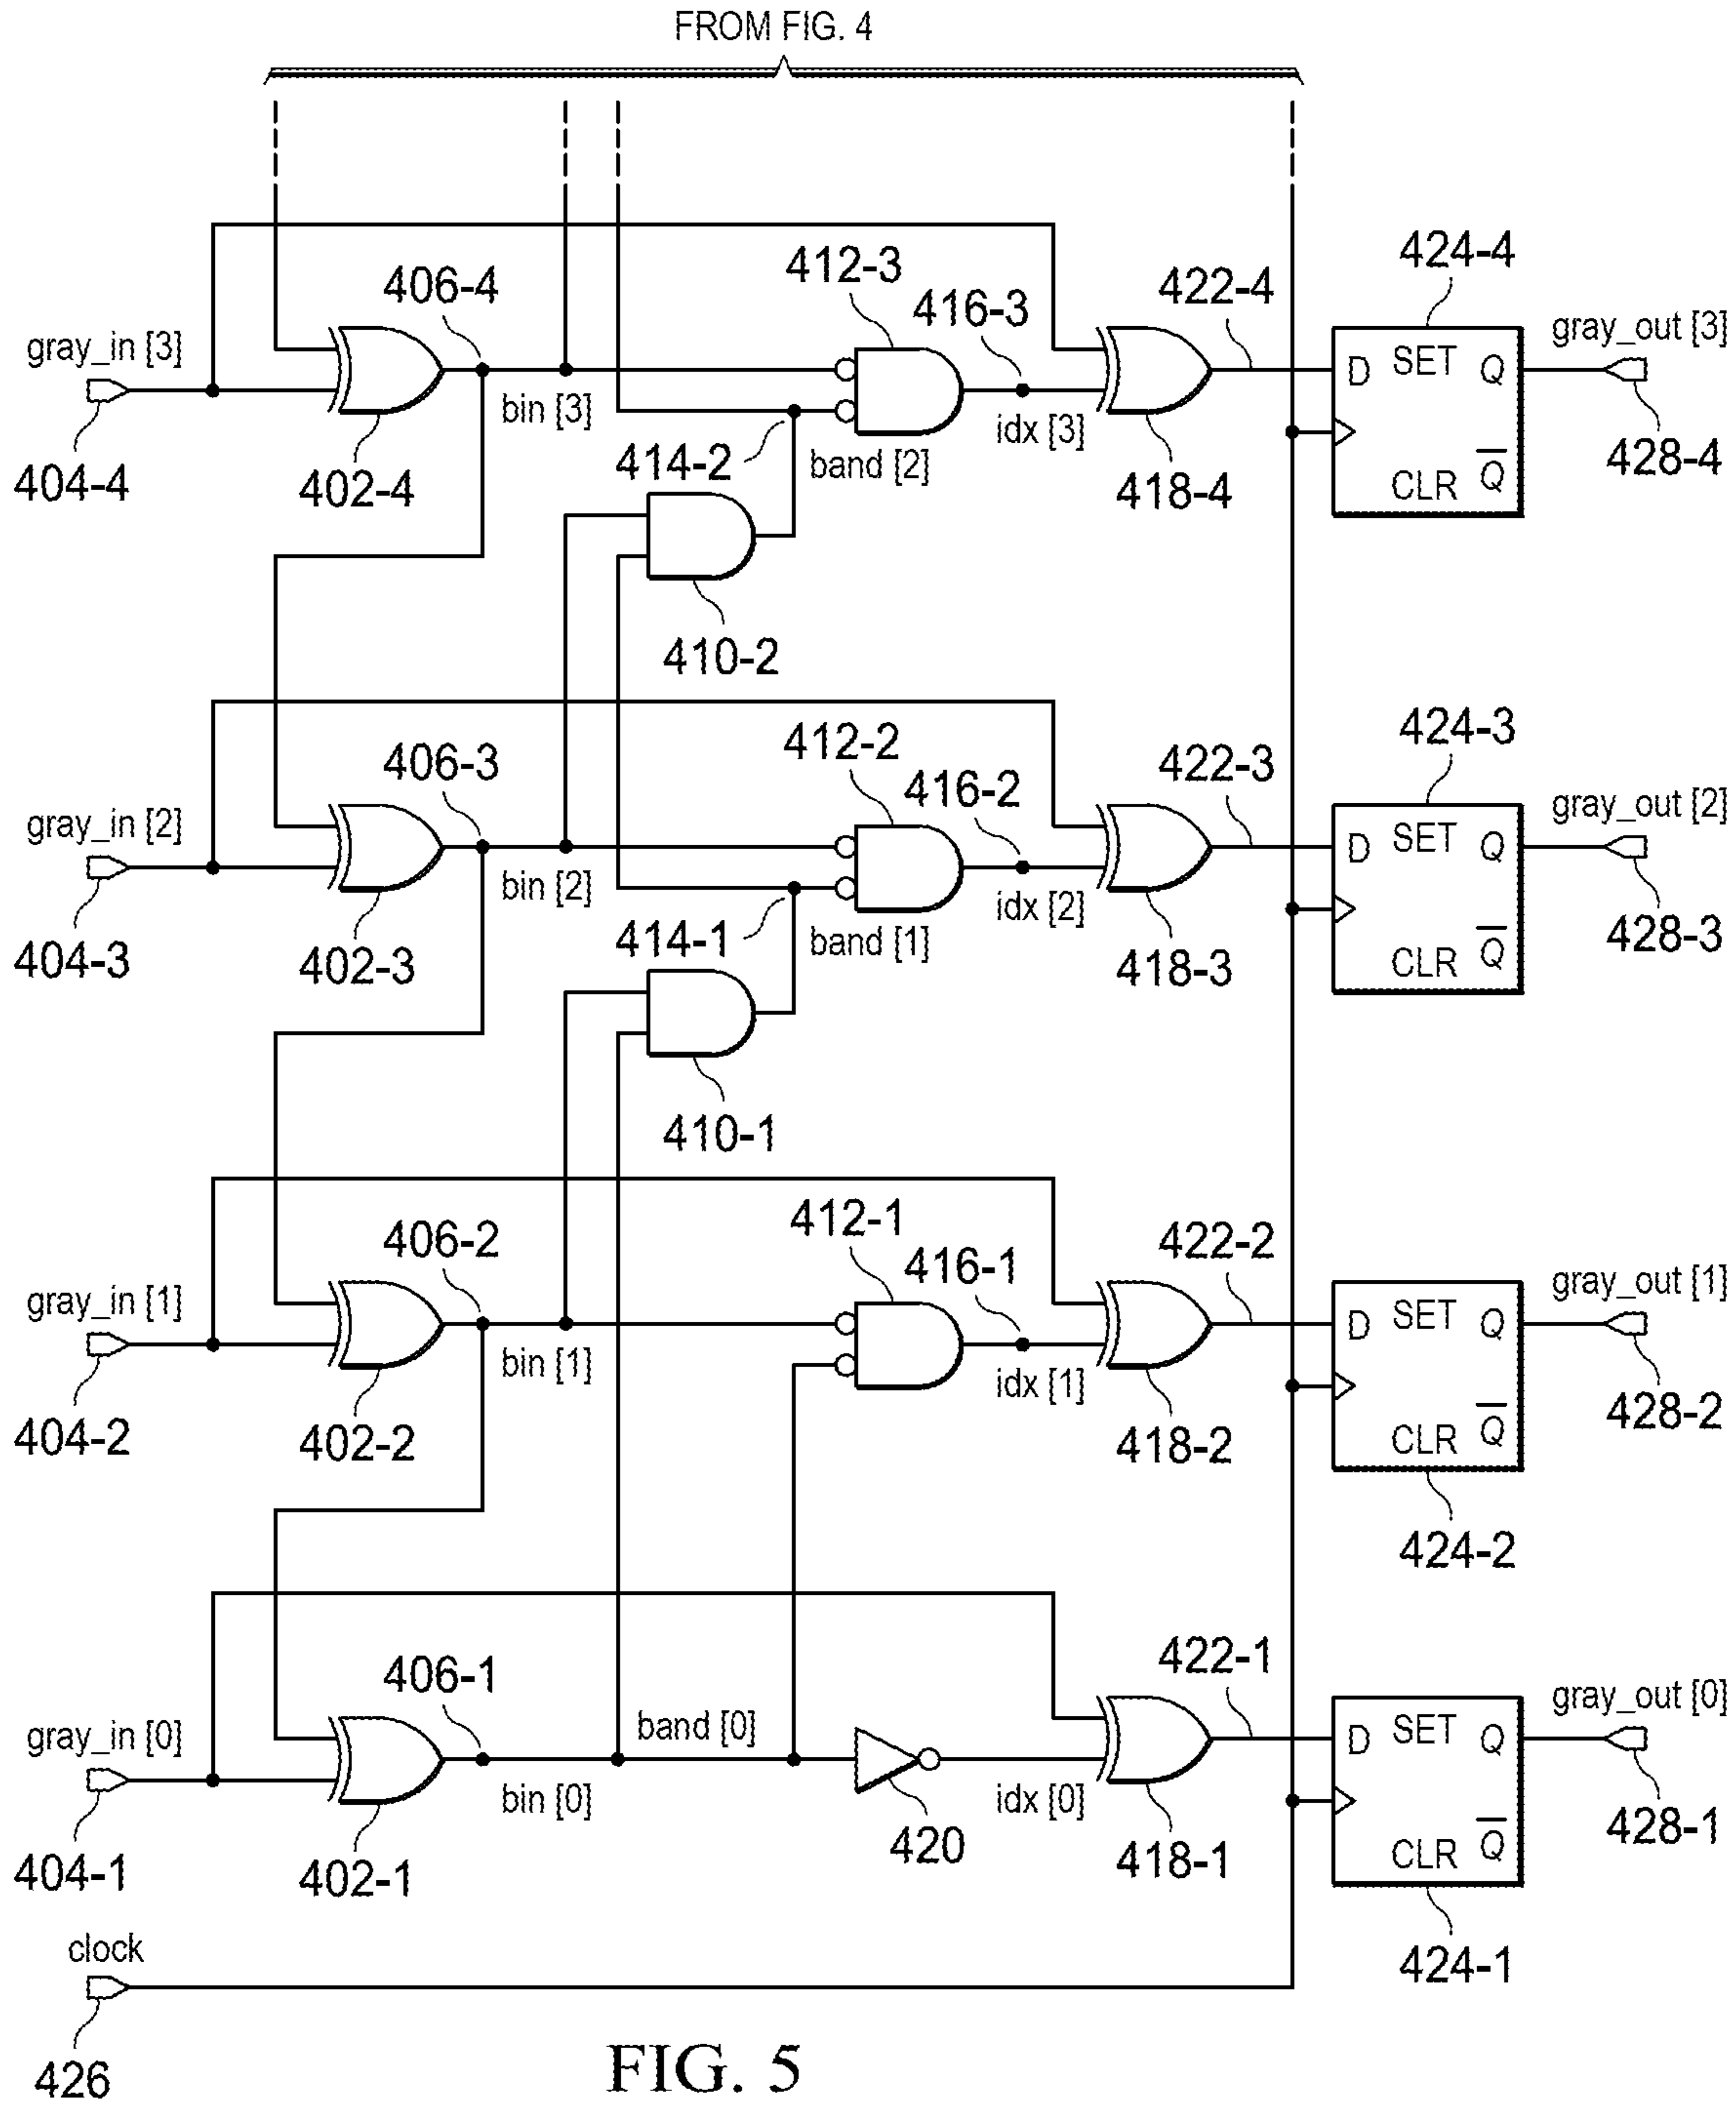 FROM FIG. 4
412-3
424-4
406-4
416-3
422-4
gray_in [3]
gray_out [3]
D SET Q
bin [3]
idx [3]
404-4
402-4
414-2
band [2]
418-4
CLR Q
428-4
410-2
412-2
424-3
406-3
416-2
422-3
gray_in [2]
gray_out [2]
D SET Q
bin [2]
idx [2]
404-3
402-3
414-1
band [1]
418-3
CLR Q
428-3
410-1
412-1
406-2
416-1
422-2
gray_in [1]
gray_out [1]
D SET Q
bin [1]
idx [1]
404-2
402-2
418-2
CLR Q
428-2
424-2
406-1
422-1
gray_in [0]
band [0]
gray_out [0]
D SET Q
bin [0]
idx [0]
404-1
402-1
420
418-1
CLR Q
428-1
clock
424-1
426
FIG. 5